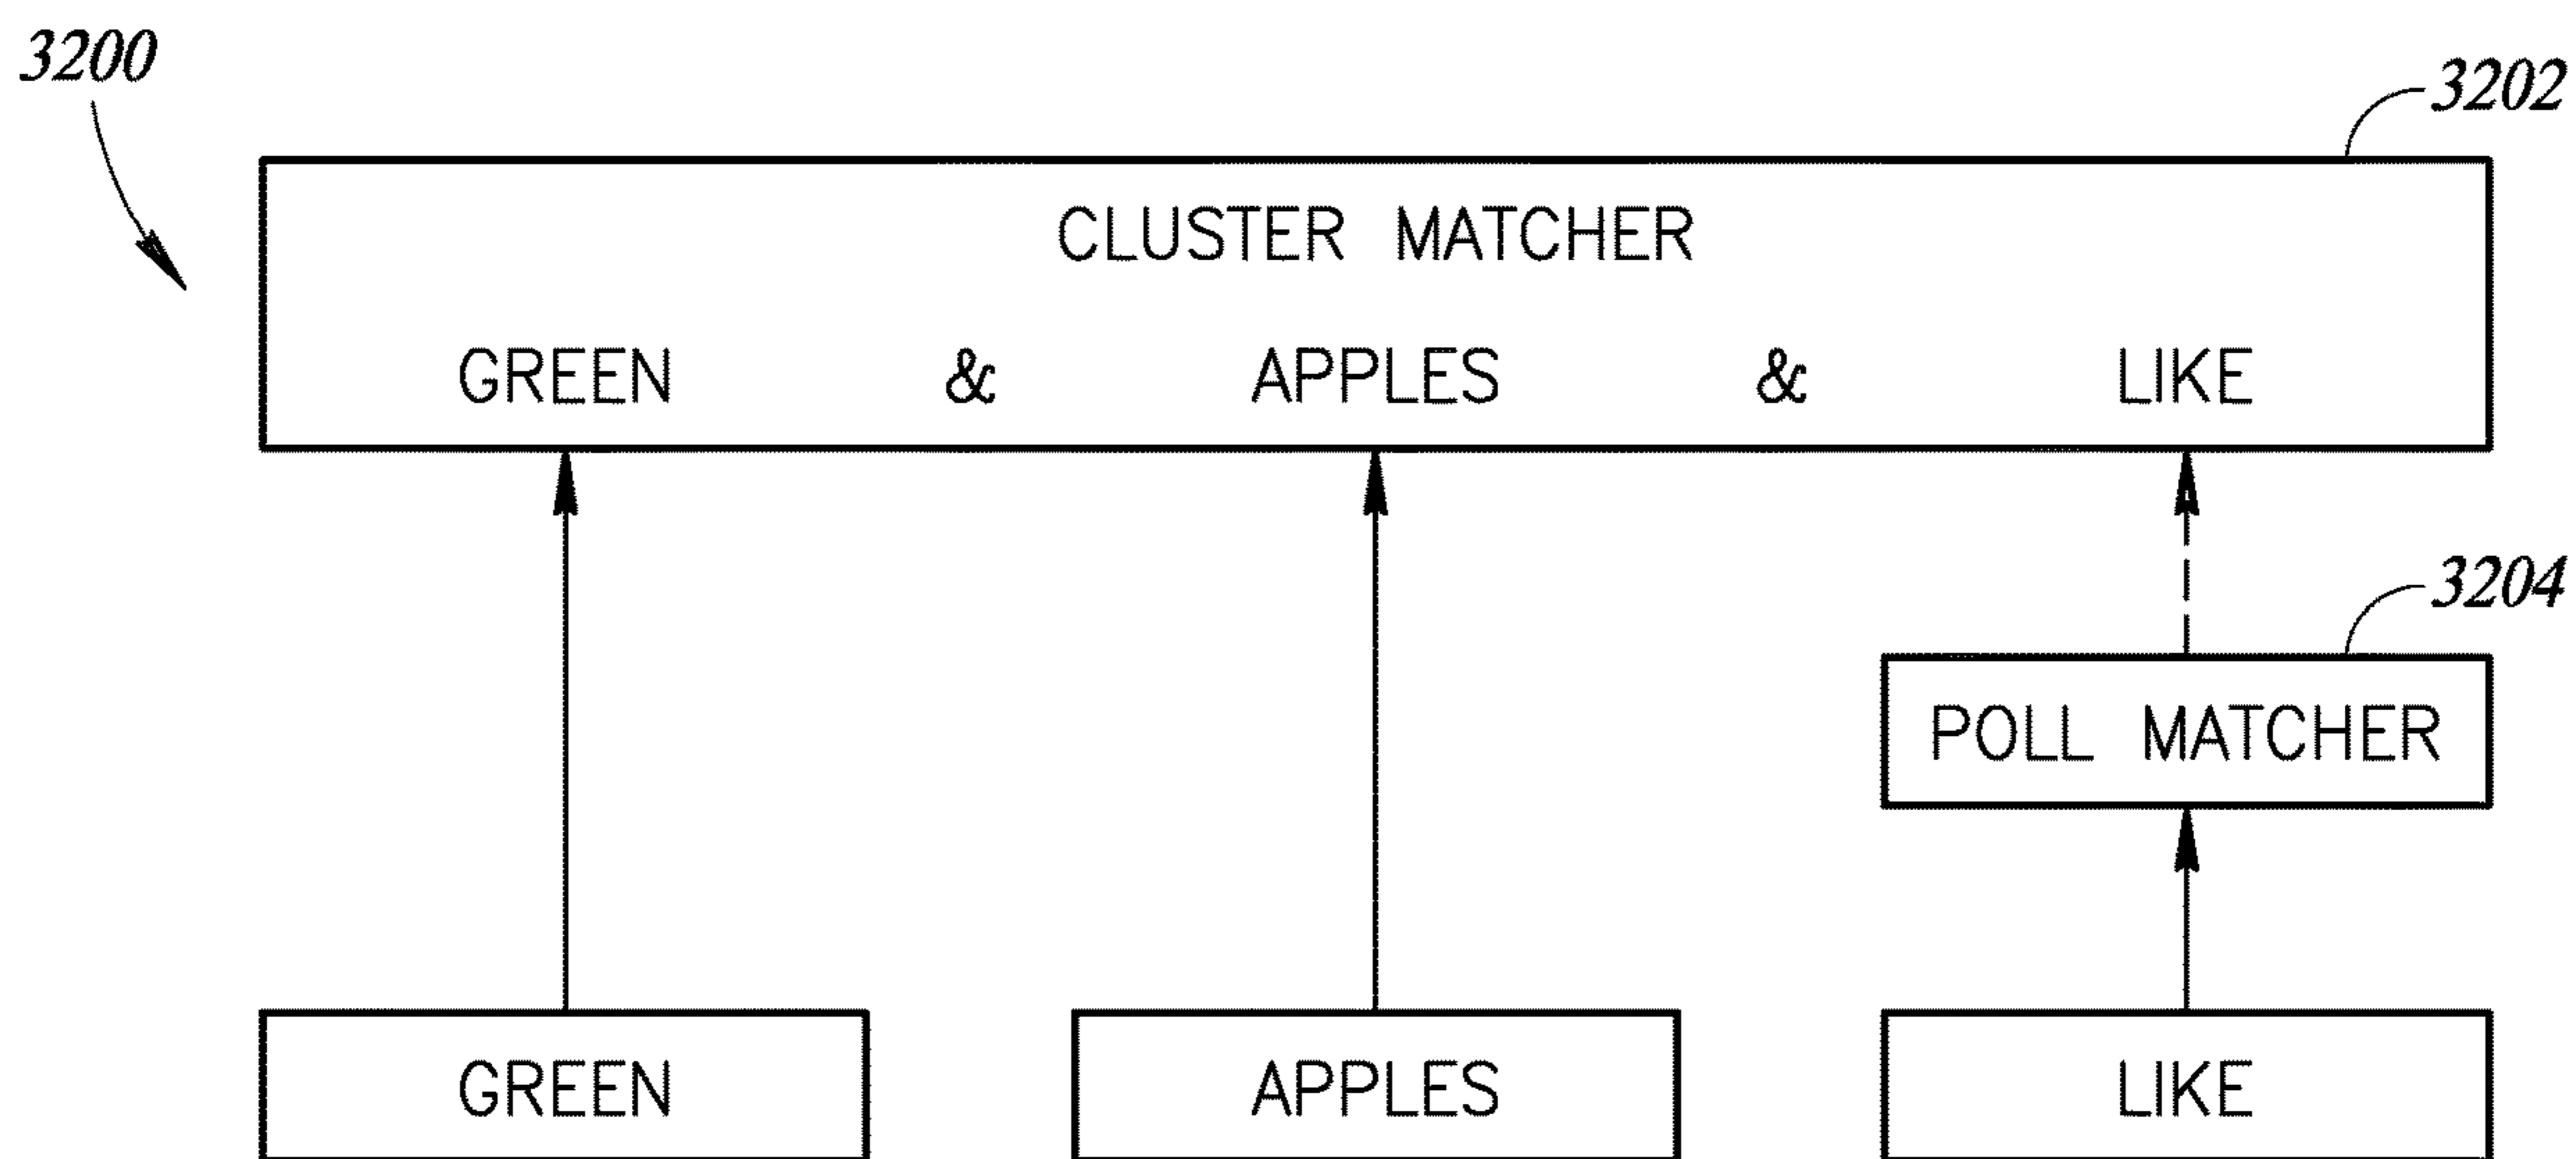 3200
3202
CLUSTER MATCHER
GREEN & APPLES & LIKE
3204
POLL MATCHER
GREEN APPLES LIKE